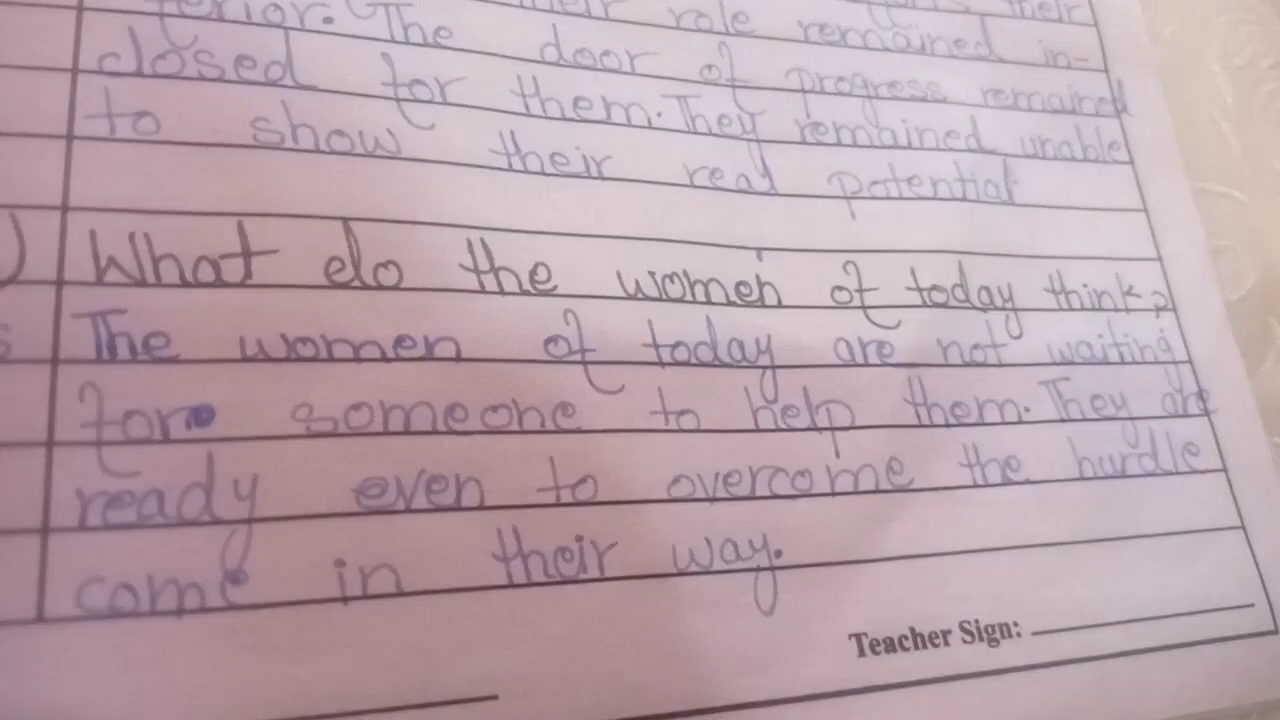 their role remained in-
ferior. The door of progress remained
closed for them. They remained unable
to show their real potential
) What do the women of today think?
s The women of today are not waiting
for someone to help them. They are
ready even to overcome the hurdle
come in their way.
Teacher Sign: